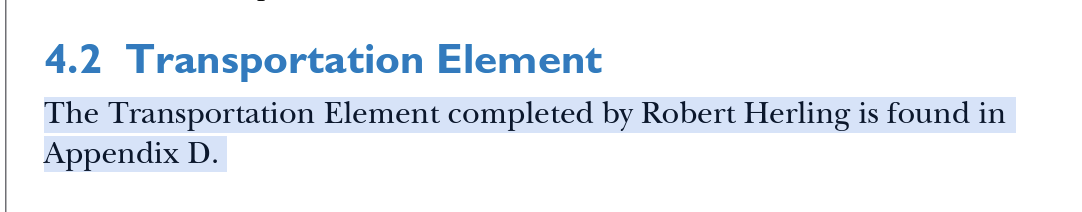 4.2 Transportation Element
The Transportation Element completed by Robert Herling is found in
Appendix D.